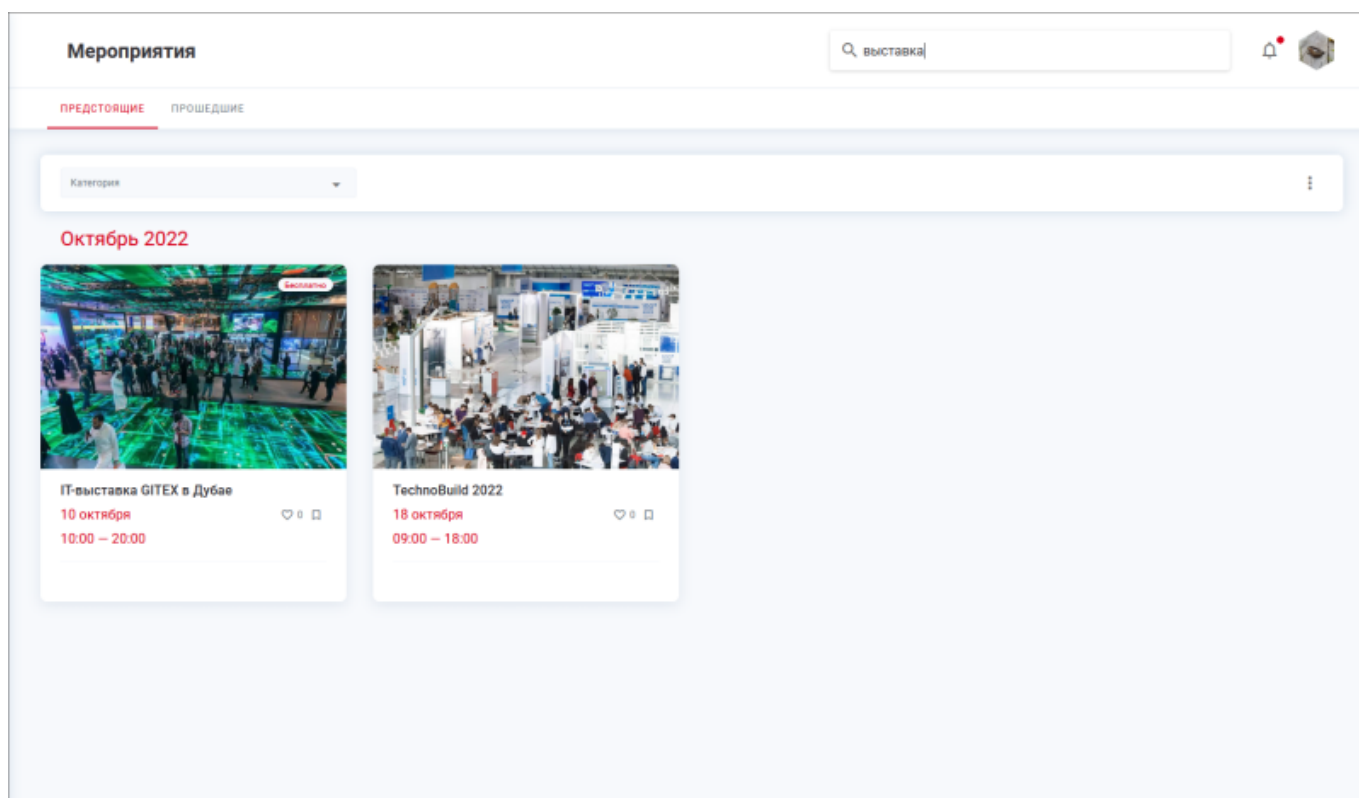 Мероприятия
выставка
ПРЕДСТОЯЩИЕ ПРОШЕДШИЕ
Категория
Октябрь 2022
Бесплатно
IT-выставка GITEX в Дубае
10 октября
0
10:00 — 20:00
TechnoBuild 2022
18 октября
0
09:00 — 18:00